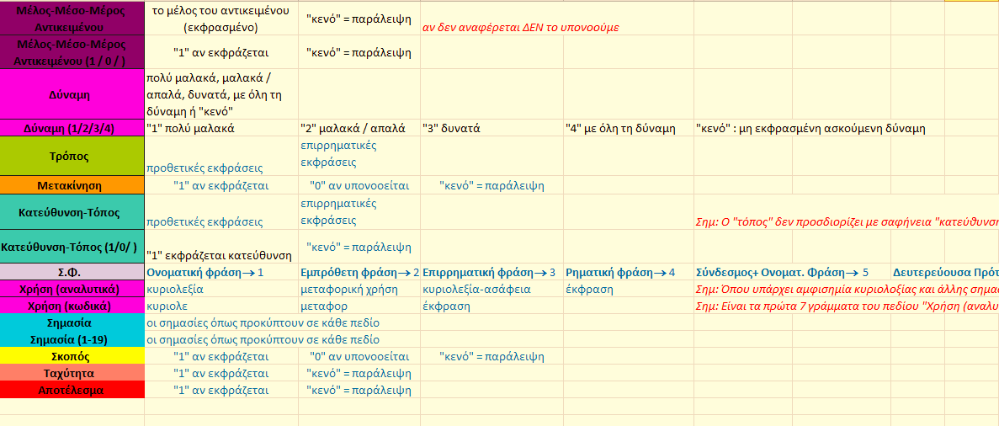 Μέλος-Μέσο-Μέρος Αντικειμένου το μέλος του αντικειμένου (εκφρασμένο) "κενό" = παράλειψη αν δεν αναφέρεται ΔΕΝ το υπονοούμε
Μέλος-Μέσο-Μέρος Αντικειμένου (1 / 0 / ) "1" αν εκφράζεται "κενό" = παράλειψη
Δύναμη πολύ μαλακά, μαλακά / απαλά, δυνατά, με όλη τη δύναμη ή "κενό"
Δύναμη (1/2/3/4) "1" πολύ μαλακά "2" μαλακά / απαλά "3" δυνατά "4" με όλη τη δύναμη "κενό" : μη εκφρασμένη ασκούμενη δύναμη
Τρόπος προθετικές εκφράσεις επιρρηματικές εκφράσεις
Μετακίνηση "1" αν εκφράζεται "0" αν υπονοοείται "κενό" = παράλειψη
Κατεύθυνση-Τόπος προθετικές εκφράσεις επιρρηματικές εκφράσεις Σημ: Ο "τόπος" δεν προσδιορίζει με σαφήνεια "κατεύθυνσ
Κατεύθυνση-Τόπος (1/0/ ) "1" εκφράζεται κατεύθυνση "κενό" = παράλειψη
Σ.Φ. Ονοματική φράση→ 1 Εμπρόθετη φράση→ 2 Επιρρηματική φράση→ 3 Ρηματική φράση→ 4 Σύνδεσμος+ Ονοματ. Φράση→ 5 Δευτερεύουσα Πρότ
Χρήση (αναλυτικά) κυριολεξία μεταφορική χρήση κυριολεξία-ασάφεια έκφραση Σημ: Όπου υπάρχει αμφισημία κυριολοξίας και άλλης σημασ
Χρήση (κωδικά) κυριολε μεταφορ έκφραση Σημ: Είναι τα πρώτα 7 γράμματα του πεδίου "Χρήση (αναλυ
Σημασία οι σημασίες όπως προκύπτουν σε κάθε πεδίο
Σημασία (1-19) οι σημασίες όπως προκύπτουν σε κάθε πεδίο
Σκοπός "1" αν εκφράζεται "0" αν υπονοοείται "κενό" = παράλειψη
Ταχύτητα "1" αν εκφράζεται "κενό" = παράλειψη
Αποτέλεσμα "1" αν εκφράζεται "κενό" = παράλειψη